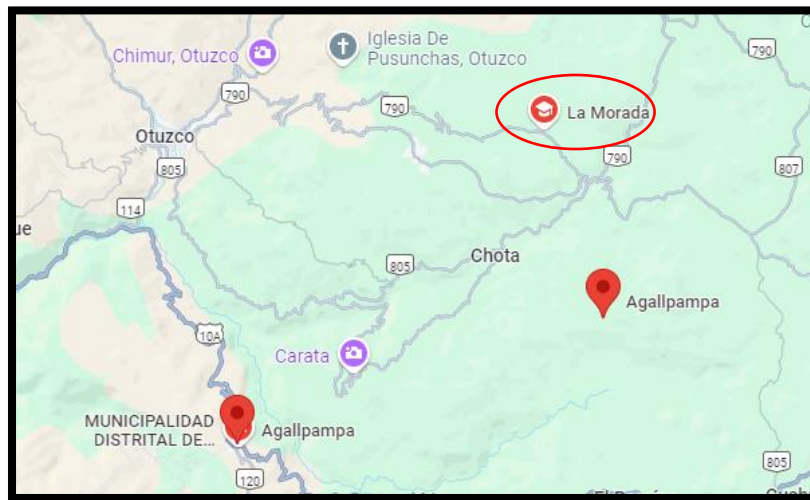 790
Chimur, Otuzco
Iglesia De
Pusunchas, Otuzco
790
790
La Morada
Otuzco
790
805
807
114
Chota
805
Agallpampa
10A
Carata
MUNICIPALIDAD
DISTRITAL DE...
Agallpampa
120
805